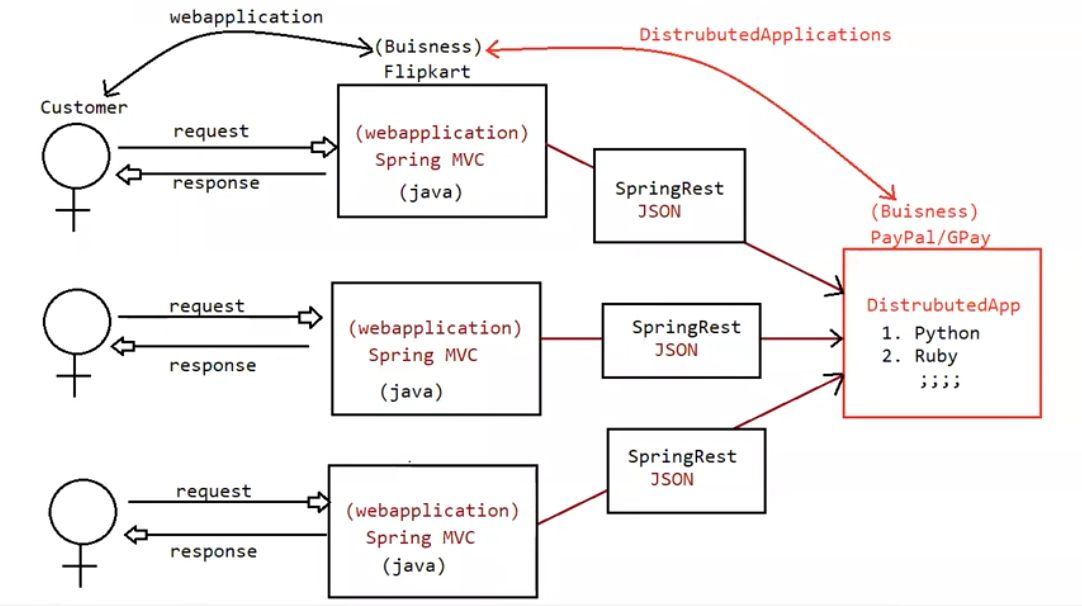 webapplication
DistrubutedApplications
(Buisness)
Flipkart
Customer
request
response
(webapplication)
Spring MVC
(java)
SpringRest
JSON
(Buisness)
PayPal/GPay
DistrubutedApp
1. Python
2. Ruby
;;;;
request
response
(webapplication)
Spring MVC
(java)
SpringRest
JSON
request
response
(webapplication)
Spring MVC
(java)
SpringRest
JSON